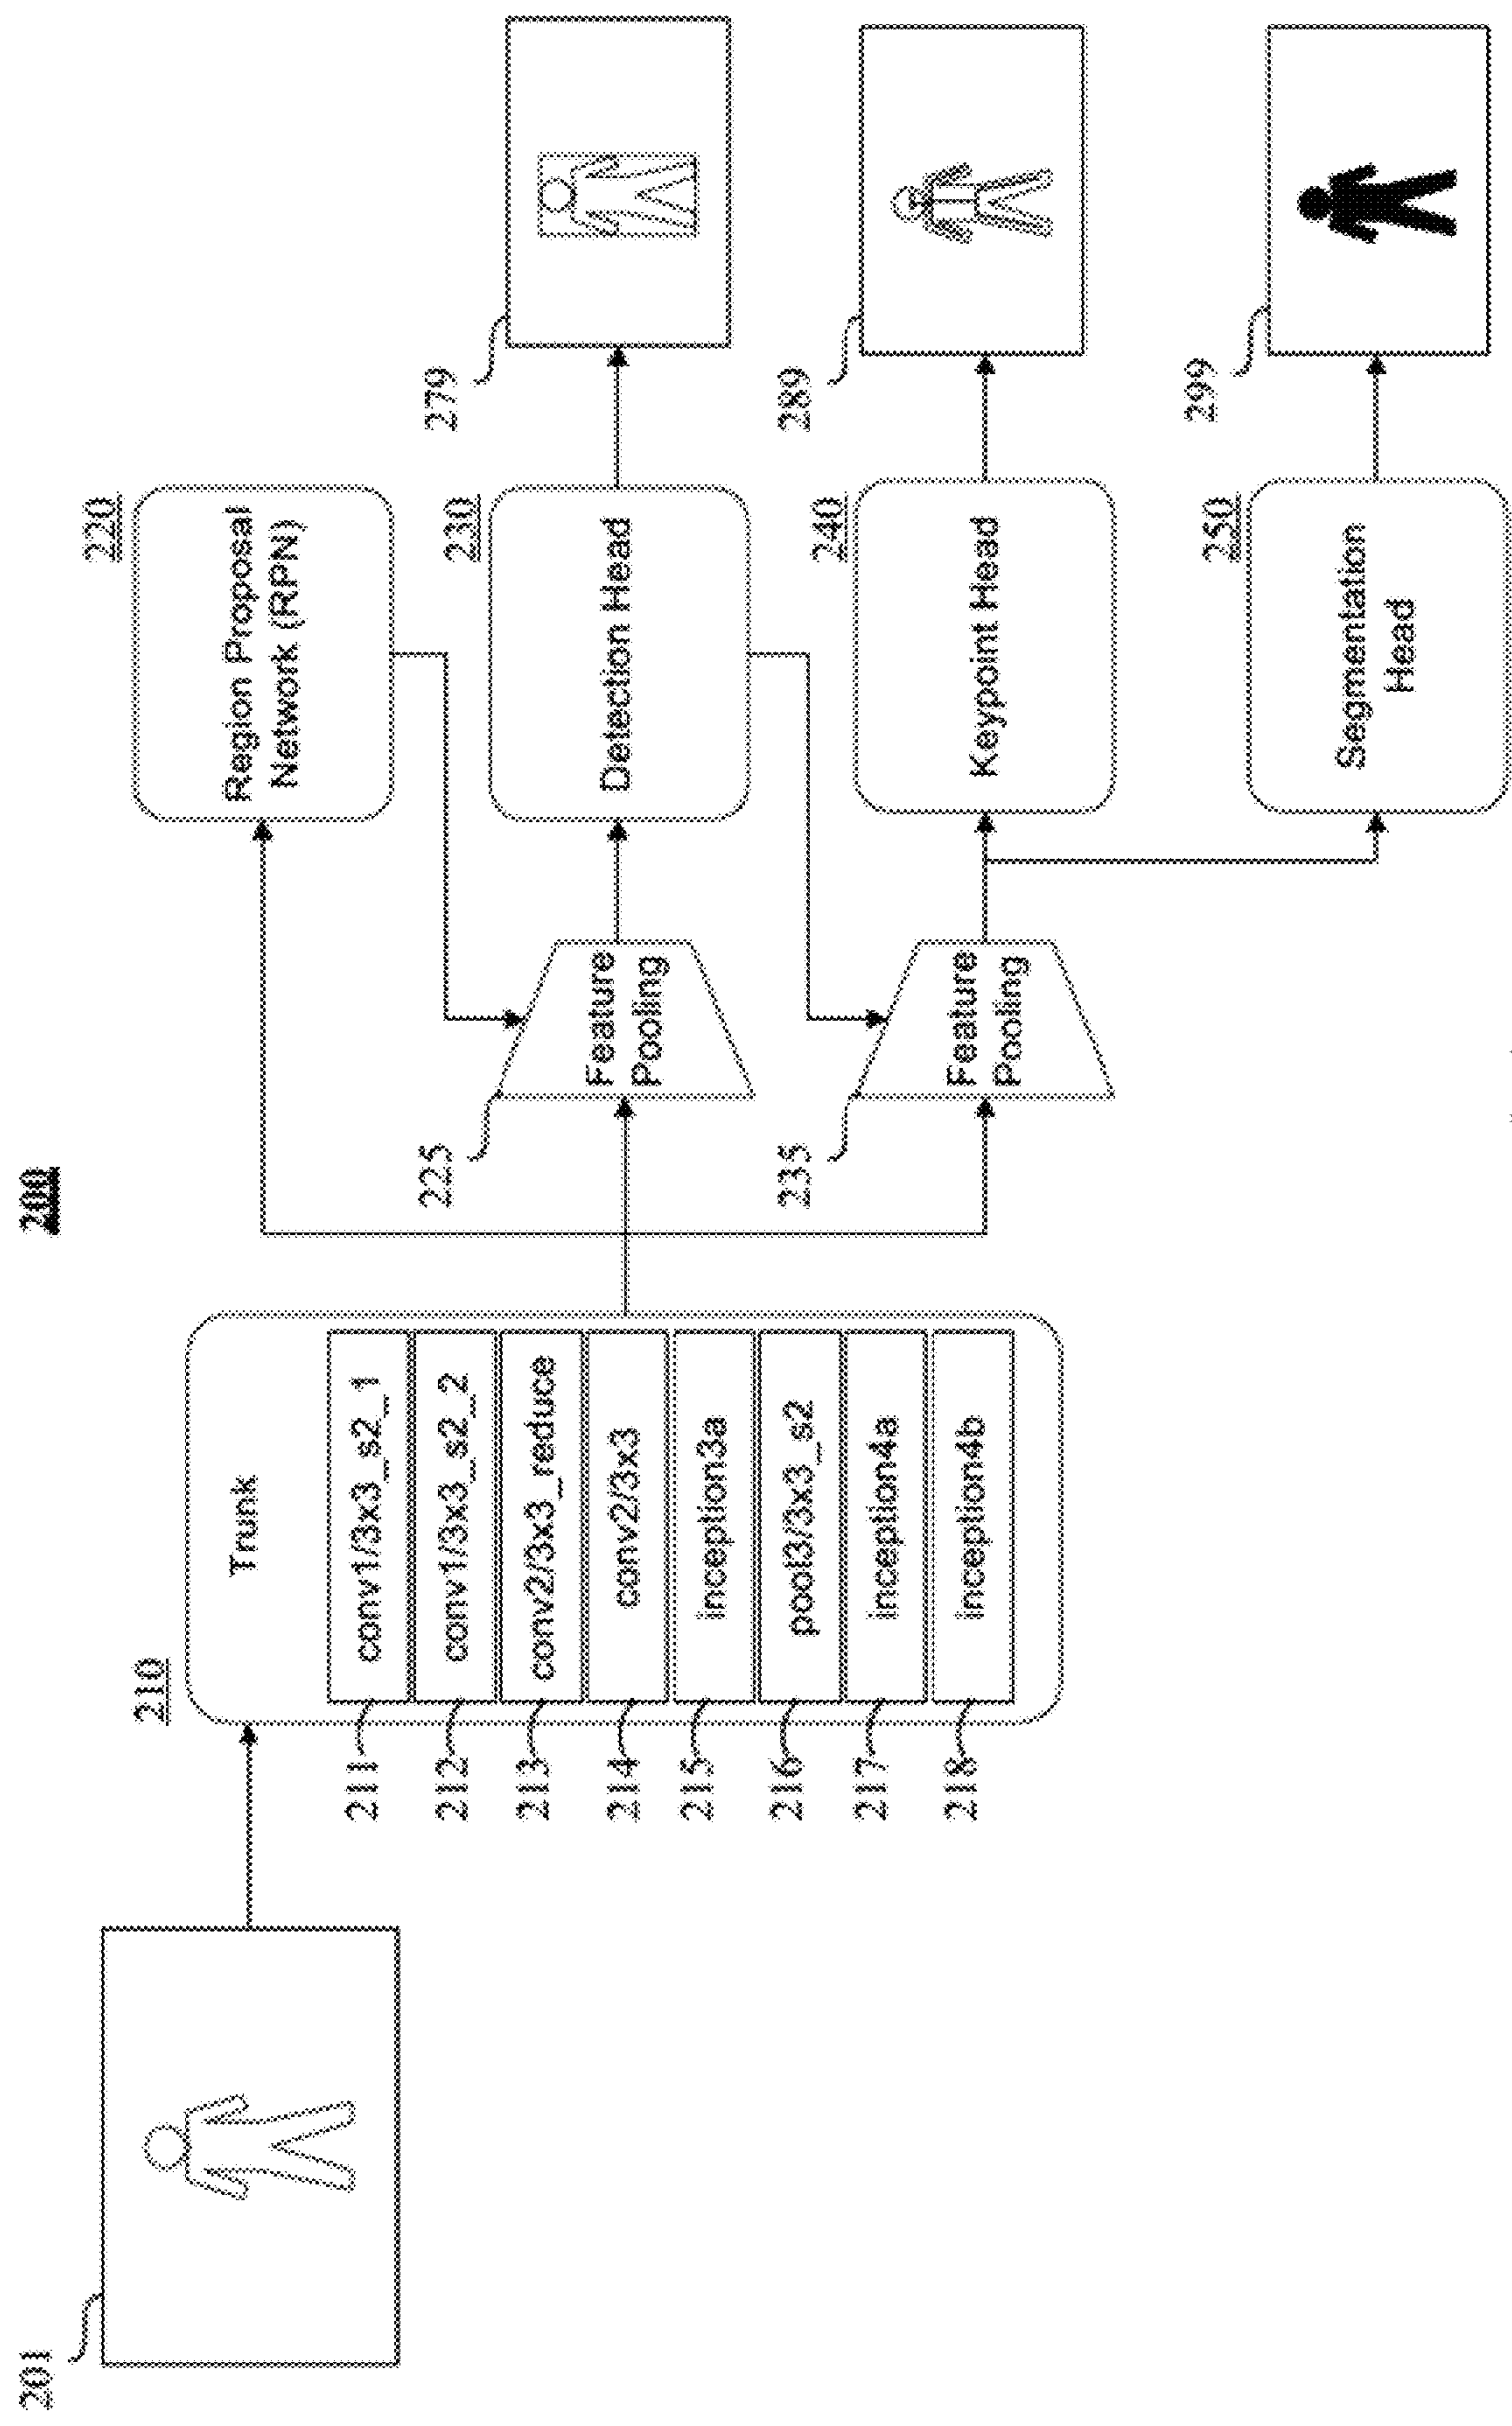 200
201
210
Trunk
211
conv1/3x3_s2_1
212
conv1/3x3_s2_2
213
conv2/3x3_reduce
214
conv2/3x3
215
inception3a
216
pool3/3x3_s2
217
inception4a
218
inception4b
220
Region Proposal
Network (RPN)
225
Feature
Pooling
230
Detection Head
279
235
Feature
Pooling
240
Keypoint Head
289
250
Segmentation
Head
299